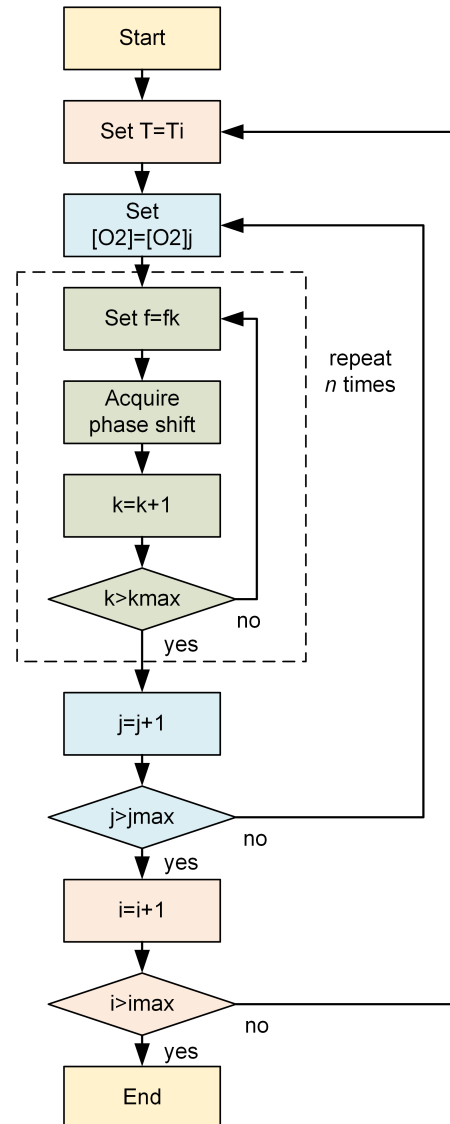 Start
Set T=Ti
Set
[O2]=[O2]j
Set f=fk
repeat
n times
Acquire
phase shift
k=k+1
k>kmax
no
yes
j=j+1
j>jmax
no
yes
i=i+1
i>imax
no
yes
End